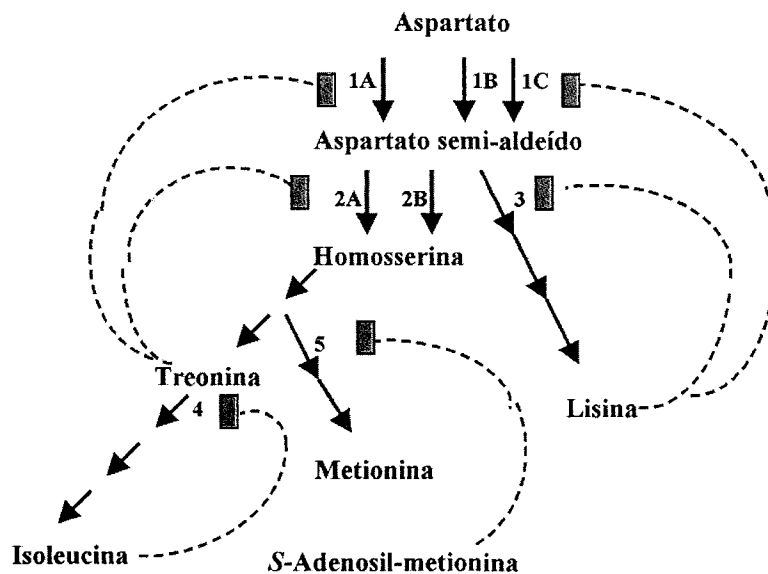 Aspartato
1A 1B 1C
Aspartato semi-aldeído
2A 2B 3
Homosserina
5
Treonina
4
Lisina
Metionina
Isoleucina
S-Adenosil-metionina